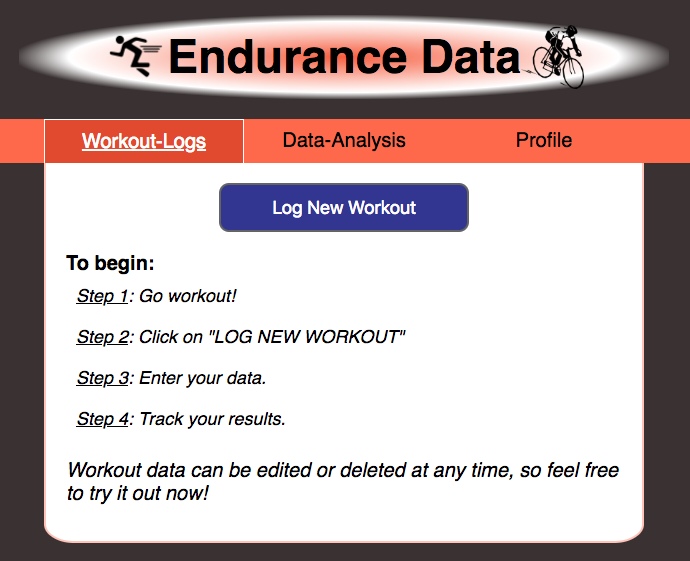 Endurance Data
Workout-Logs
Data-Analysis
Profile
Log New Workout
To begin:
Step 1: Go workout!
Step 2: Click on "LOG NEW WORKOUT"
Step 3: Enter your data.
Step 4: Track your results.
Workout data can be edited or deleted at any time, so feel free
to try it out now!